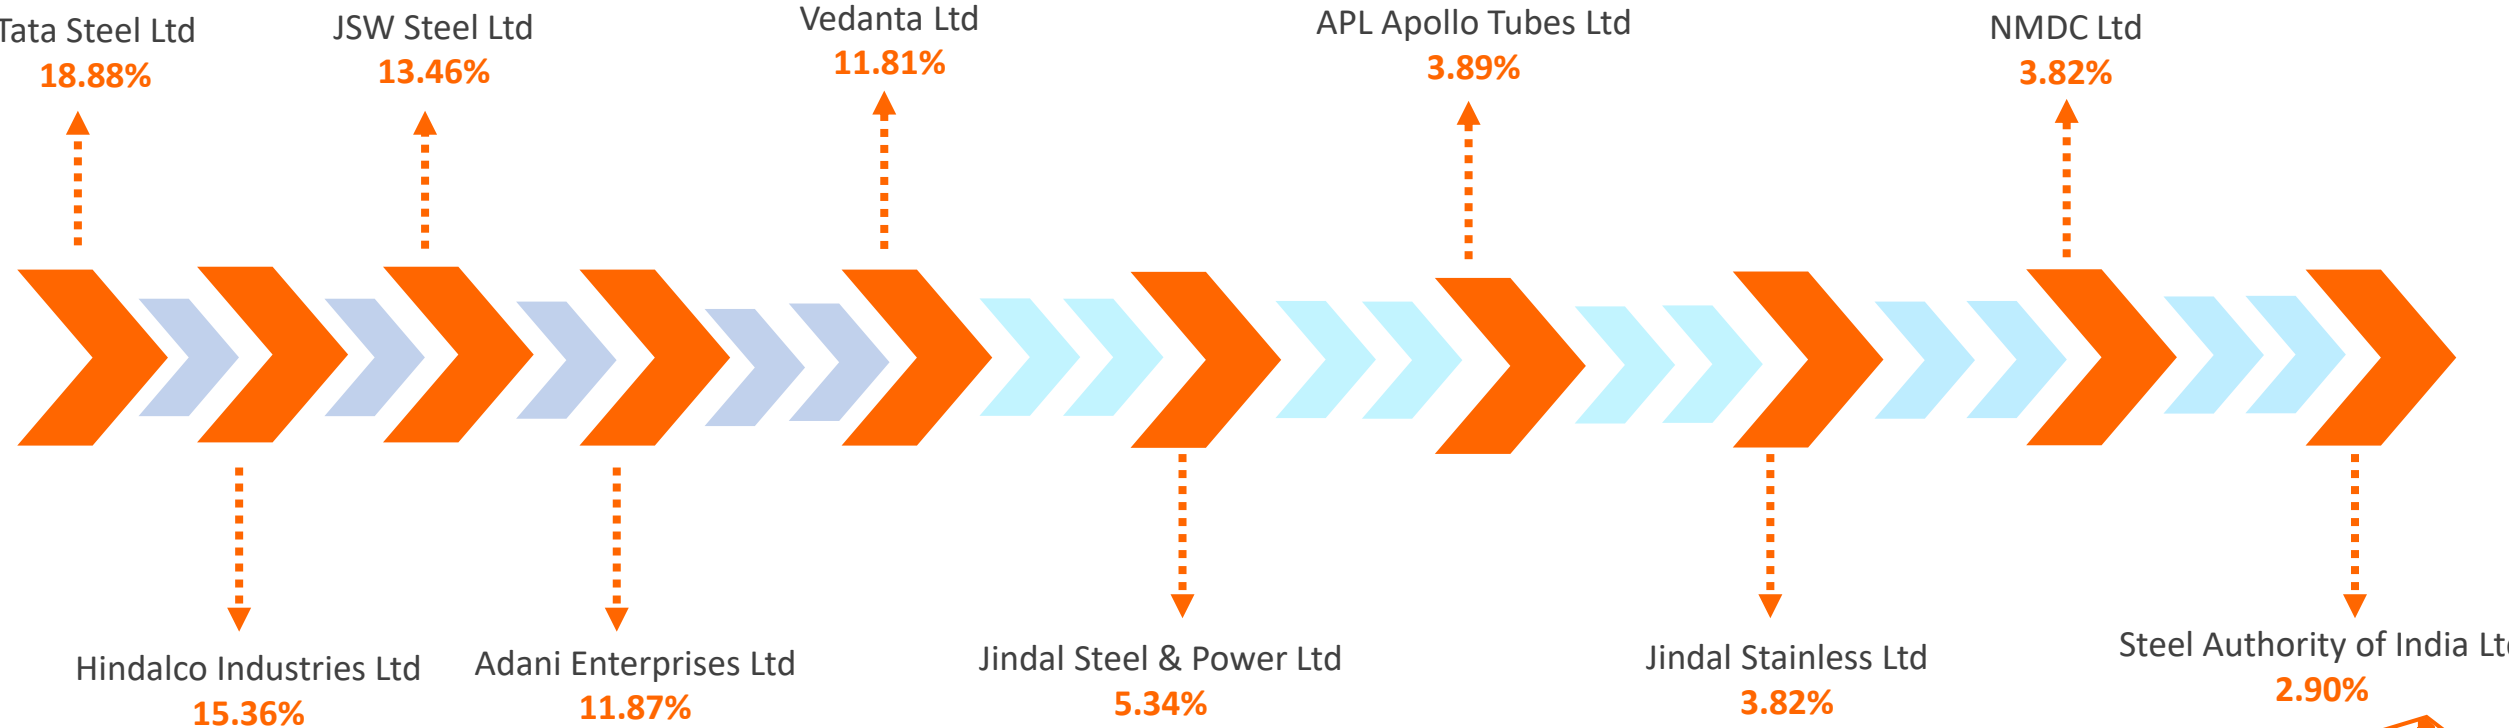 Tata Steel Ltd
18.88%
JSW Steel Ltd
13.46%
Vedanta Ltd
11.81%
APL Apollo Tubes Ltd
3.89%
NMDC Ltd
3.82%
Hindalco Industries Ltd
15.36%
Adani Enterprises Ltd
11.87%
Jindal Steel & Power Ltd
5.34%
Jindal Stainless Ltd
3.82%
Steel Authority of India Ltd
2.90%